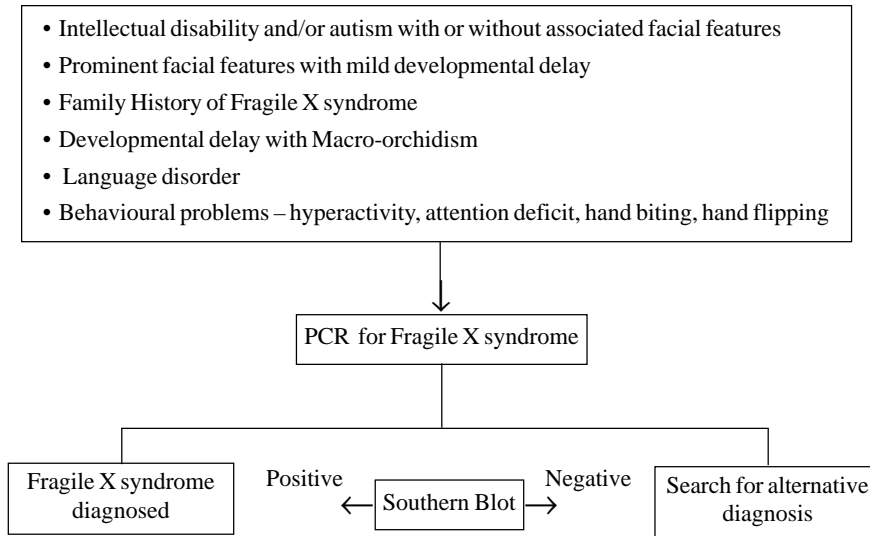 • Intellectual disability and/or autism with or without associated facial features
• Prominent facial features with mild developmental delay
• Family History of Fragile X syndrome
• Developmental delay with Macro-orchidism
• Language disorder
• Behavioural problems – hyperactivity, attention deficit, hand biting, hand flipping
PCR for Fragile X syndrome
Fragile X syndrome
diagnosed
Positive
Southern Blot
Negative
Search for alternative
diagnosis